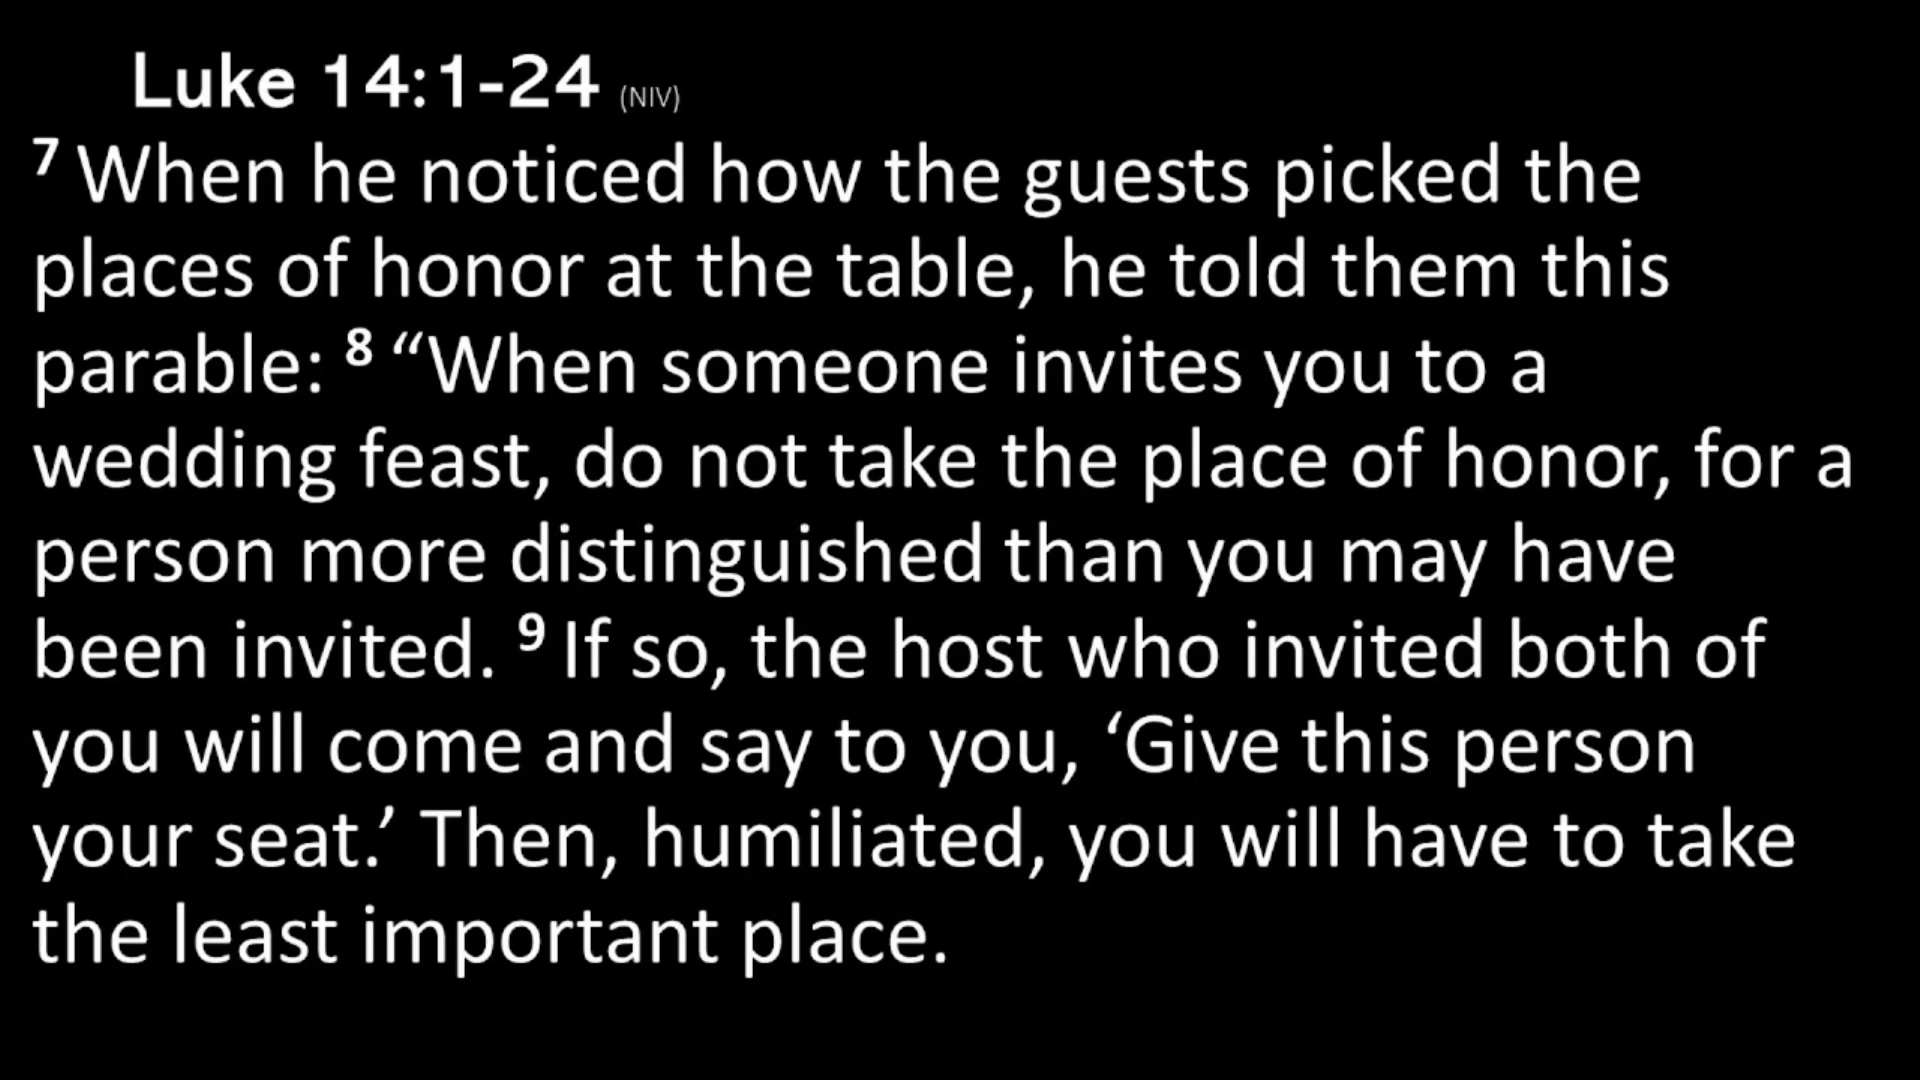 Luke 14:1-24 (NIV)
7 When he noticed how the guests picked the
places of honor at the table, he told them this
parable: 8 “When someone invites you to a
wedding feast, do not take the place of honor, for a
person more distinguished than you may have
been invited. 9 If so, the host who invited both of
you will come and say to you, ‘Give this person
your seat.’ Then, humiliated, you will have to take
the least important place.